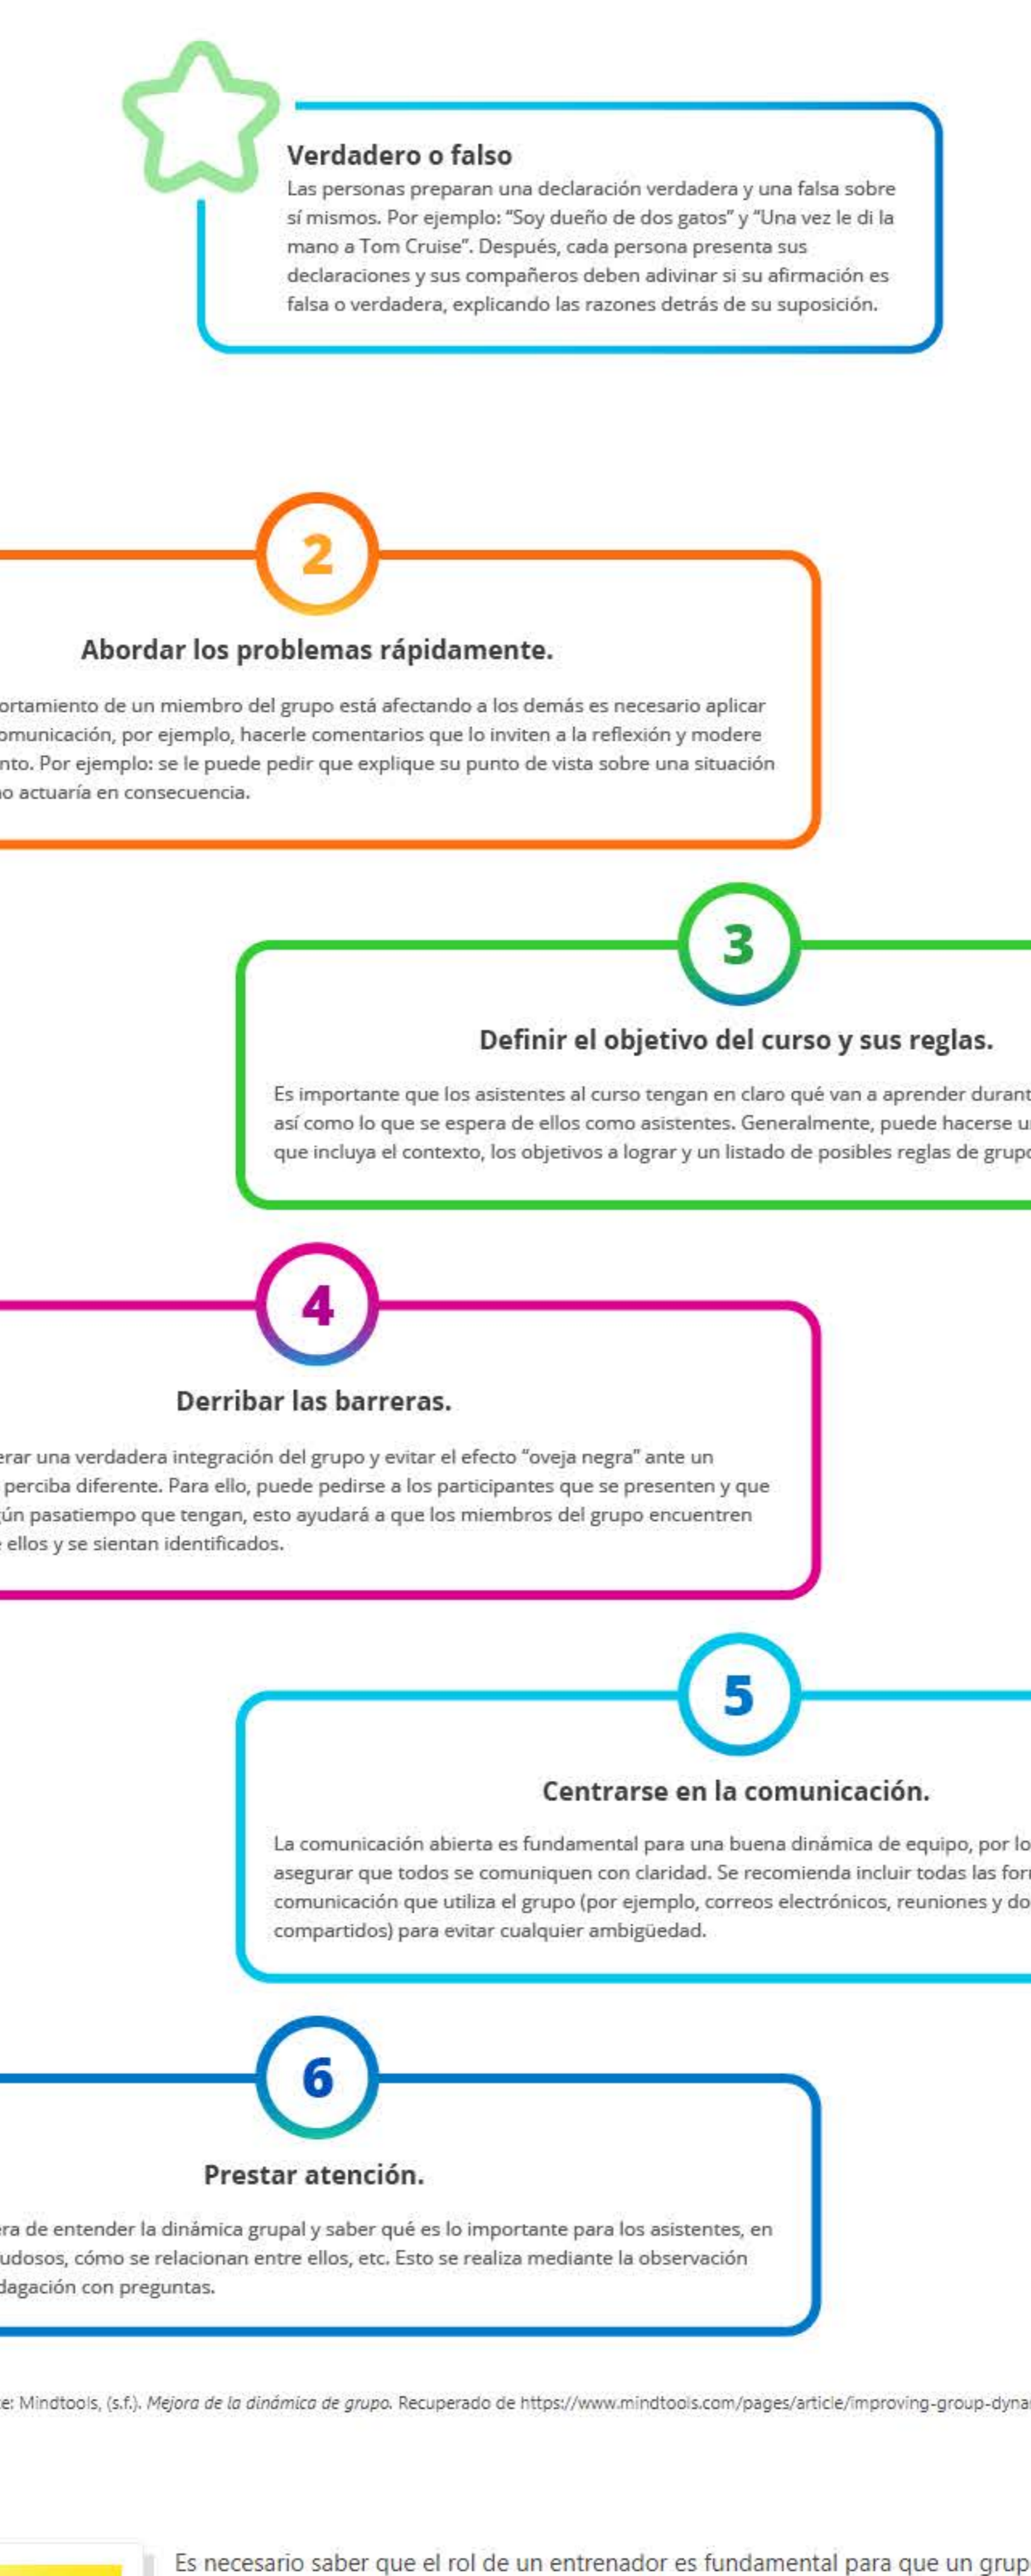 Verdadero o falso
Las personas preparan una declaración verdadera y una falsa sobre
sí mismos. Por ejemplo: “Soy dueño de dos gatos” y “Una vez le di la
mano a Tom Cruise”. Después, cada persona presenta sus
declaraciones y sus compañeros deben adivinar si su afirmación es
falsa o verdadera, explicando las razones detrás de su suposición.
2
Abordar los problemas rápidamente.
ortamiento de un miembro del grupo está afectando a los demás es necesario aplicar
omunicación, por ejemplo, hacerle comentarios que lo inviten a la reflexión y modere
nto. Por ejemplo: se le puede pedir que explique su punto de vista sobre una situación
o actuaría en consecuencia.
3
Definir el objetivo del curso y sus reglas.
Es importante que los asistentes al curso tengan en claro qué van a aprender durant
así como lo que se espera de ellos como asistentes. Generalmente, puede hacerse u
que incluya el contexto, los objetivos a lograr y un listado de posibles reglas de grupo
4
Derribar las barreras.
erar una verdadera integración del grupo y evitar el efecto “oveja negra” ante un
perciba diferente. Para ello, puede pedirse a los participantes que se presenten y que
ún pasatiempo que tengan, esto ayudará a que los miembros del grupo encuentren
ellos y se sientan identificados.
5
Centrarse en la comunicación.
La comunicación abierta es fundamental para una buena dinámica de equipo, por lo
asegurar que todos se comuniquen con claridad. Se recomienda incluir todas las for
comunicación que utiliza el grupo (por ejemplo, correos electrónicos, reuniones y do
compartidos) para evitar cualquier ambigüedad.
6
Prestar atención.
era de entender la dinámica grupal y saber qué es lo importante para los asistentes, en
udosos, cómo se relacionan entre ellos, etc. Esto se realiza mediante la observación
dagación con preguntas.
e: Mindtools, (s.f.). Mejora de la dinámica de grupo. Recuperado de https://www.mindtools.com/pages/article/improving-group-dyna
Es necesario saber que el rol de un entrenador es fundamental para que un grup